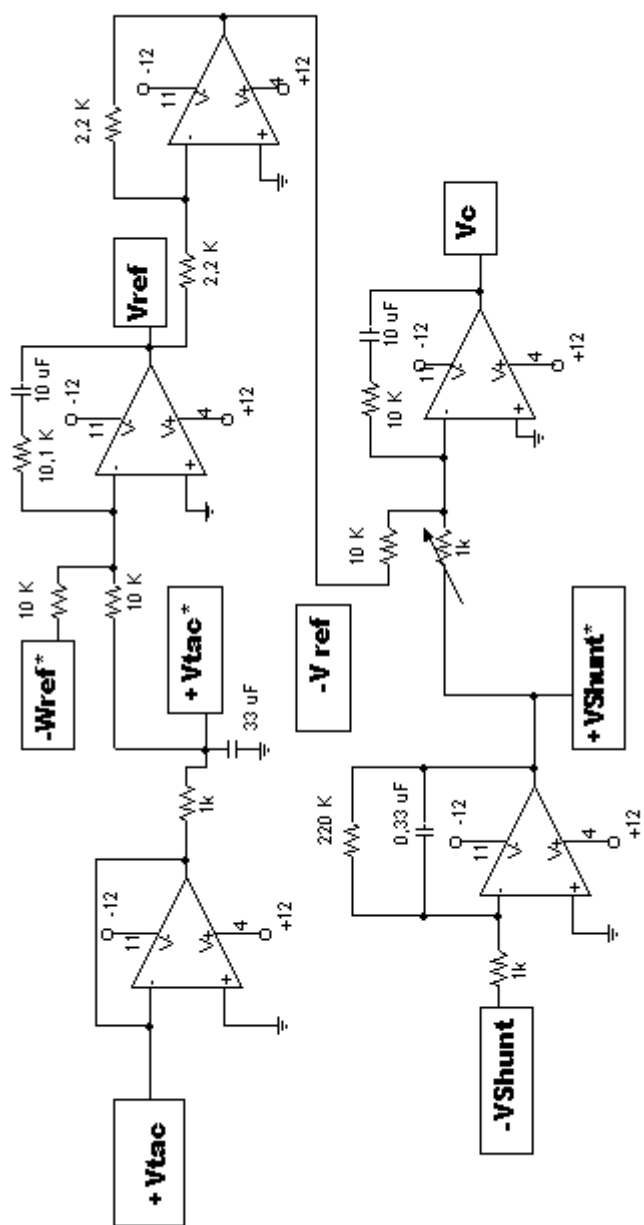 + Vtac
-12
11
V-
V+
4
+12
-
+
1k
33 uF
+ Vtac*
-Wref*
10 K
10 K
10,1 K
10 uF
-12
11
V-
V+
4
+12
-
+
Vref
2,2 K
2,2 K
-12
11
V-
V+
4
+12
-
+
-VShunt
1k
220 K
0,33 uF
-12
11
V-
V+
4
+12
-
+
+VShunt*
-V ref
10 K
1k
10 K
10 uF
-12
11
V-
V+
4
+12
-
+
Vc